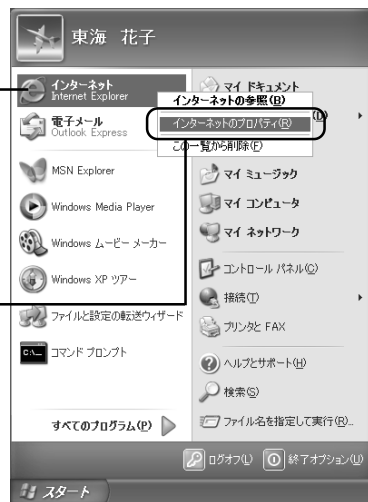 東海 花子
インターネット
Internet Explorer
電子メール
Outlook Express
MSN Explorer
Windows Media Player
Windows ムービー メーカー
Windows XP ツアー
ファイルと設定の転送ウィザード
コマンド プロンプト
すべてのプログラム(P)
マイ ドキュメント
インターネットの参照(B)
インターネットのプロパティ(R)
この一覧から削除(F)
マイ ミュージック
マイ コンピュータ
マイ ネットワーク
コントロール パネル(C)
接続(T)
プリンタと FAX
ヘルプとサポート(H)
検索(S)
ファイル名を指定して実行(R)...
ログオフ(L)
終了オプション(U)
スタート